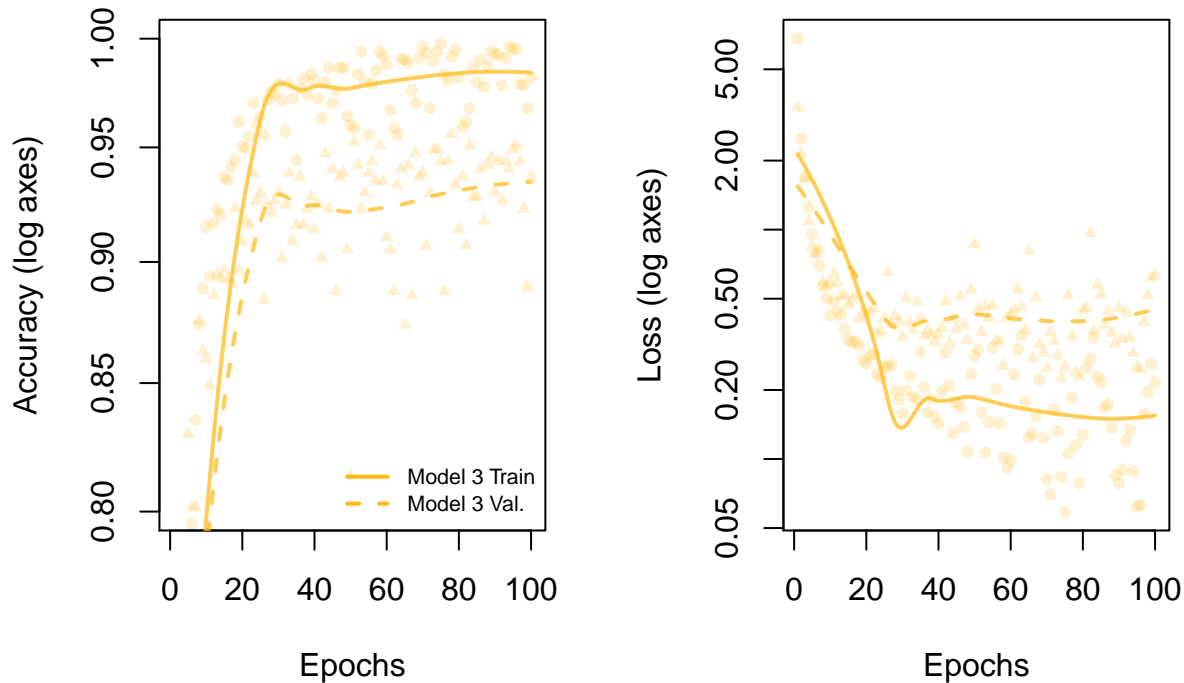 Accuracy (log axes)
1.00
0.95
0.90
0.85
0.80
0 20 40 60 80 100
Epochs
Model 3 Train
Model 3 Val.
Loss (log axes)
5.00
2.00
0.50
0.20
0.05
0 20 40 60 80 100
Epochs